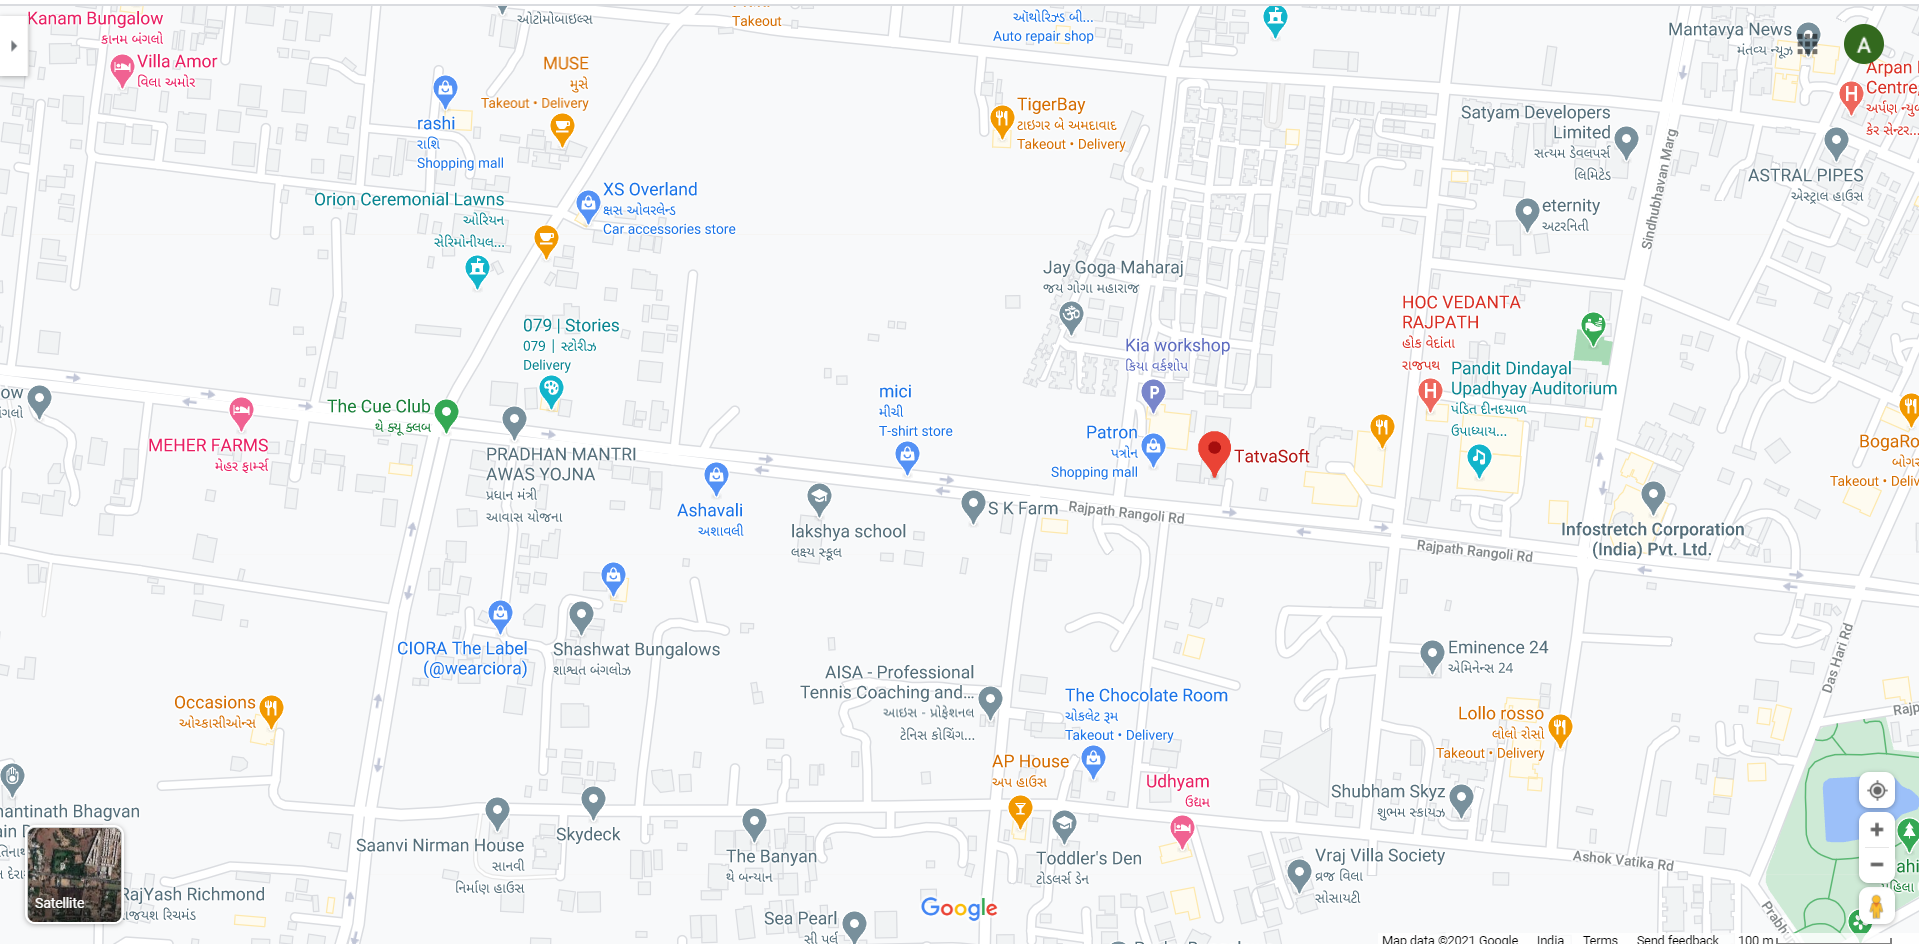 Kanam Bungalow
કાનમ બંગલો
ઓટોમોબાઇલ્સ
Takeout
ઑથોરિઝ્ડ બી...
Auto repair shop
Mantavya News
મંતવ્ય ન્યૂઝ
A
Villa Amor
વિલા અમોર
MUSE
મુસે
Takeout • Delivery
rashi
રાશિ
Shopping mall
TigerBay
ટાઇગર બે અમદાવાદ
Takeout • Delivery
Satyam Developers
Limited
સત્યમ ડેવલપર્સ
લિમિટેડ
Sindhubhavan Marg
Arpan
Centre,
અર્પણ
કેર સેન્ટર...
ASTRAL PIPES
એસ્ટ્રાલ હાઉસ
Orion Ceremonial Lawns
ઓરિયન
સેરિમોનીયલ...
XS Overland
ક્ષસ ઓવરલેન્ડ
Car accessories store
eternity
અટરનિતી
Jay Goga Maharaj
જય ગોગા મહારાજ
079 | Stories
079 | સ્ટોરીઝ
Delivery
Kia workshop
કિયા વર્કશોપ
P
HOC VEDANTA
RAJPATH
હોક વેદાંતા
રાજપથ
Pandit Dindayal
Upadhyay Auditorium
પંડિત દીનદયાળ
ઉપાધ્યાય...
The Cue Club
થે ક્યૂ ક્લબ
MEHER FARMS
મેહર ફાર્મ્સ
mici
મીચી
T-shirt store
PRADHAN MANTRI
AWAS YOJNA
પ્રધાન મંત્રી
આવાસ યોજના
Patron
પત્રોન
Shopping mall
TatvaSoft
BogaRo
Takeout • Deliv
Ashavali
અશાવલી
lakshya school
લક્ષ્ય સ્કૂલ
S K Farm
Rajpath Rangoli Rd
Rajpath Rangoli Rd
Infostretch Corporation
(India) Pvt. Ltd.
CIORA The Label
(@wearciora)
Shashwat Bungalows
શાશ્વત બંગલોઝ
Eminence 24
એમિનેન્સ 24
Das Hari Rd
AISA - Professional
Tennis Coaching and...
આઇસ - પ્રોફેશનલ
ટેનિસ કોચિંગ...
The Chocolate Room
ચોકલેટ રૂમ
Takeout • Delivery
Occasions
ઓચ્કાસીઓન્સ
Lollo rosso
લોલો રોસો
Takeout • Delivery
Rajp
AP House
અપ હાઉસ
Udhyam
ઉદ્યમ
Shubham Skyz
શુભમ સ્કાયઝ
hantinath Bhagvan
Saanvi Nirman House
સાનવી
નિર્માણ હાઉસ
Skydeck
The Banyan
થે બન્યાન
Toddler's Den
ટોડલર્સ ડેન
Vraj Villa Society
વ્રજ વિલા
સોસાયટી
Ashok Vatika Rd
RajYash Richmond
રાજયશ રિચમંડ
Satellite
Sea Pearl
સી પર્લ
Google
Prabh
Map data ©2021 Google India Terms Send feedback 100 m